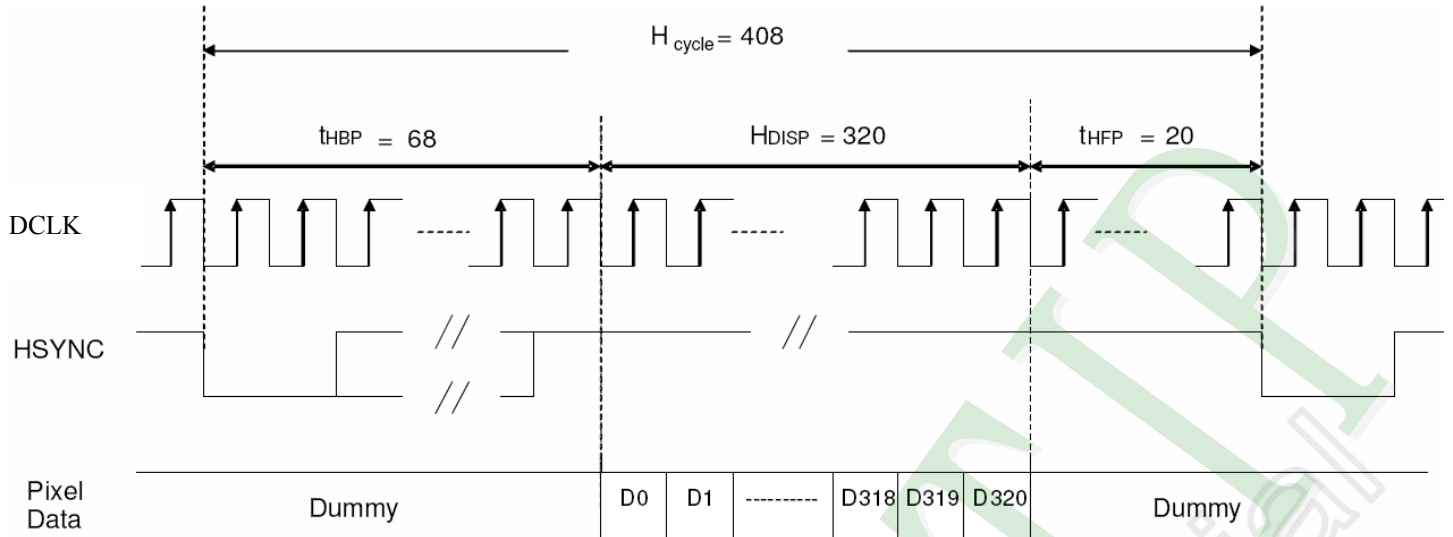 H cycle = 408
tHBP = 68
HDISP = 320
tHFP = 20
DCLK
HSYNC
Pixel Data
Dummy
D0
D1
D318
D319
D320
Dummy
TIP